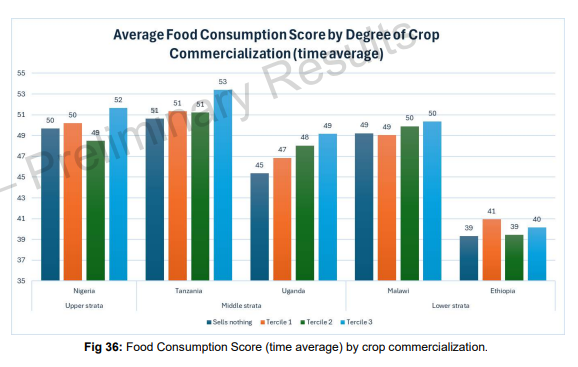 Average Food Consumption Score by Degree of Crop
Commercialization (time average)
– Preliminary Results
55
53
51
49
47
45
43
41
39
37
35
50 50 49 52
51 51 51 53
45 47 48 49
49 49 50 50
39 41 39 40
Nigeria Tanzania Uganda Malawi Ethiopia
Upper strata Middle strata Lower strata
Sells nothing Tercile 1 Tercile 2 Tercile 3
Fig 36: Food Consumption Score (time average) by crop commercialization.